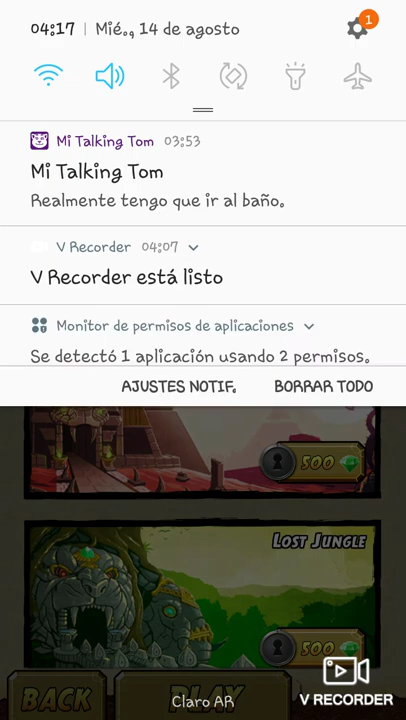 04:17 | Mié., 14 de agosto
1
Mi Talking Tom 03:53
Mi Talking Tom
Realmente tengo que ir al baño.
V Recorder 04:07
V Recorder está listo
Monitor de permisos de aplicaciones
Se detectó 1 aplicación usando 2 permisos.
AJUSTES NOTIF. BORRAR TODO
500
LOST JUNGLE
500
BACK PLAY
Claro AR
V RECORDER